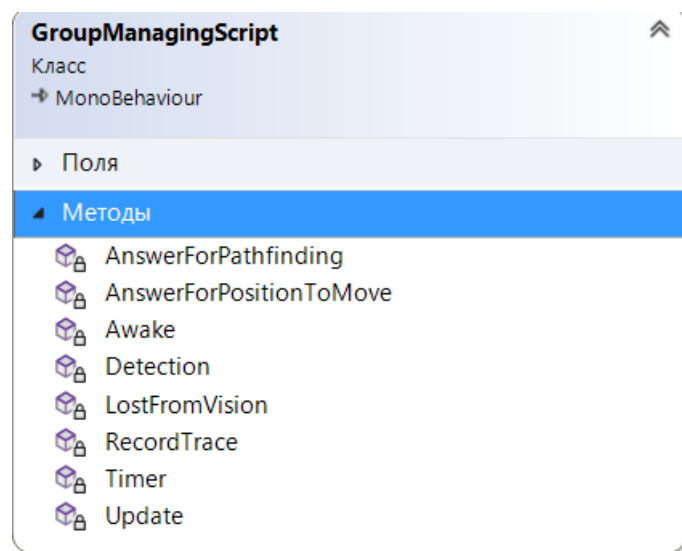 GroupManagingScript
Класс
MonoBehaviour
Поля
Методы
AnswerForPathfinding
AnswerForPositionToMove
Awake
Detection
LostFromVision
RecordTrace
Timer
Update